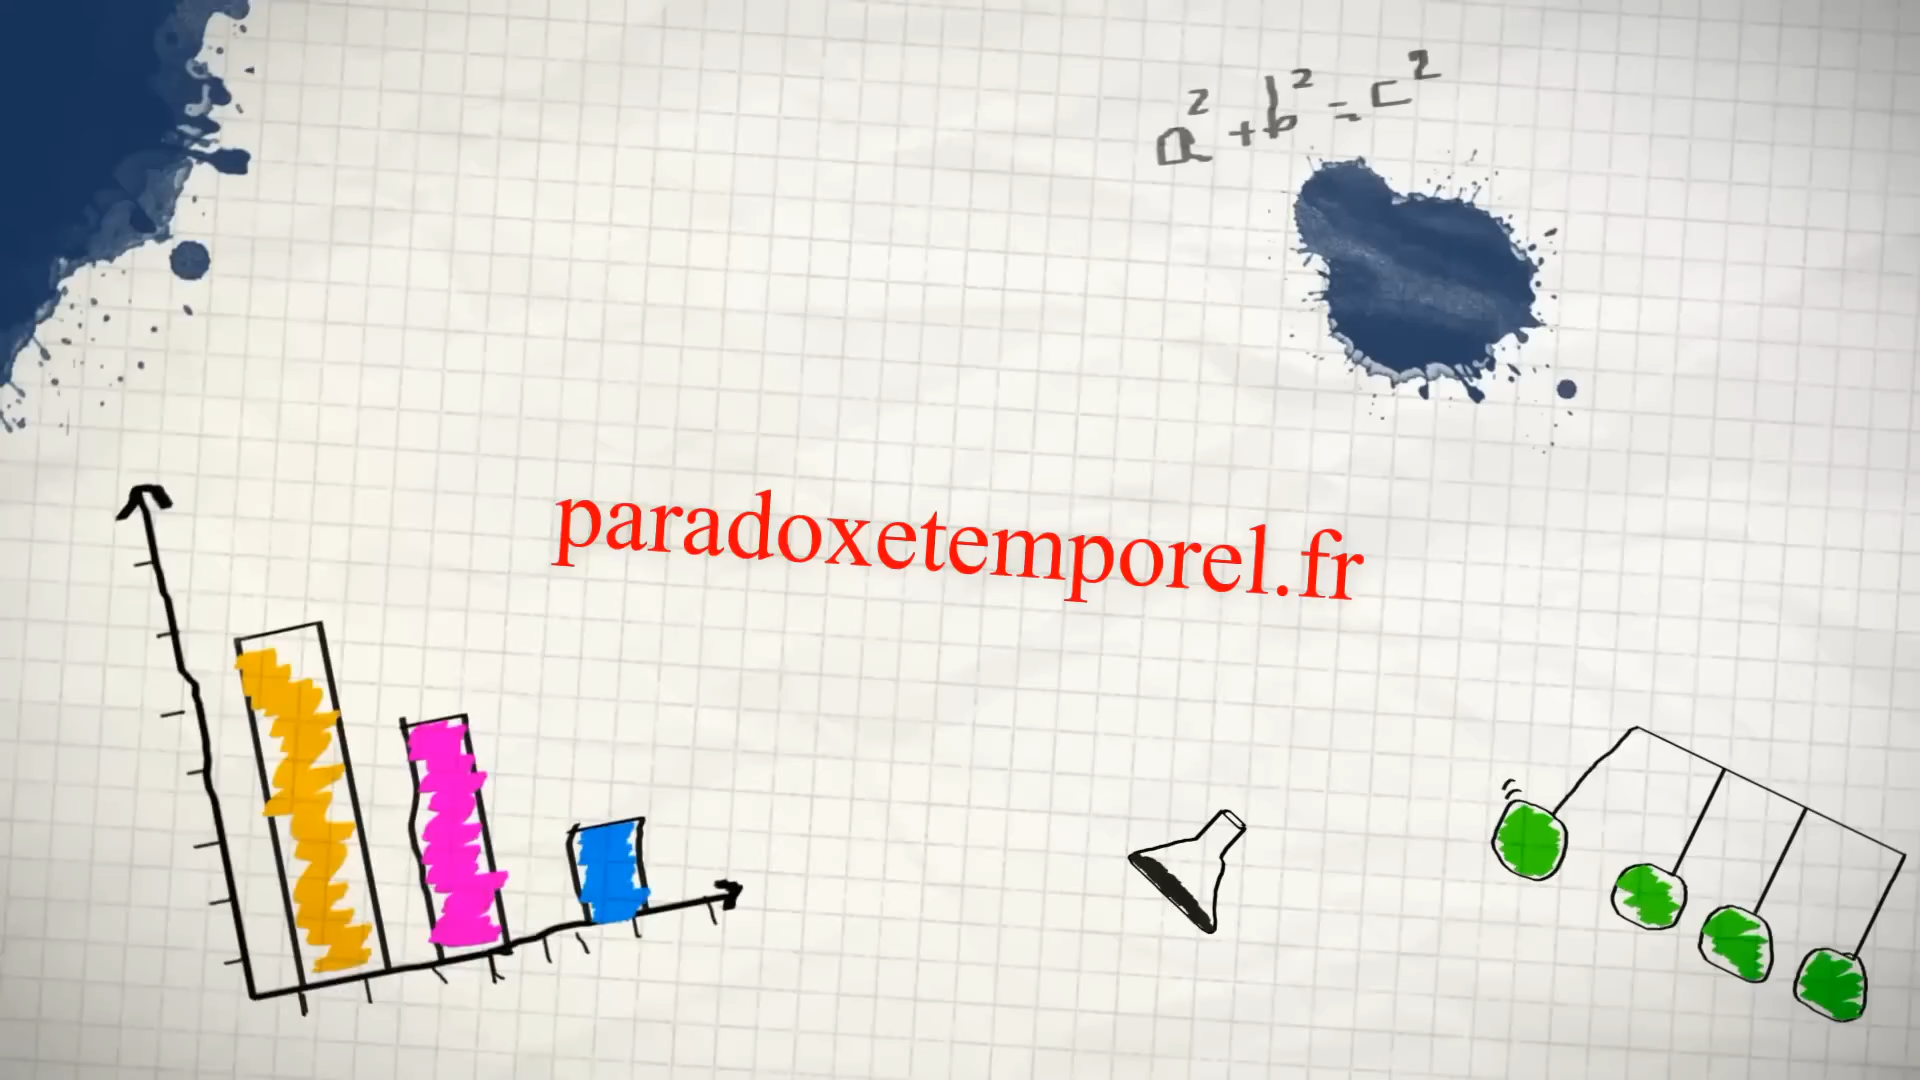 a² + b² = c²
paradoxetemporel.fr